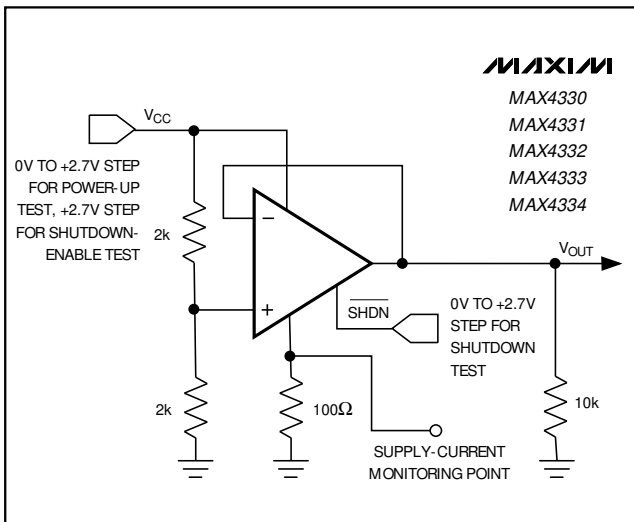 MAXIM
MAX4330
MAX4331
MAX4332
MAX4333
MAX4334
VCC
0V TO +2.7V STEP
FOR POWER-UP
TEST, +2.7V STEP
FOR SHUTDOWN-
ENABLE TEST
2k
−
+
VOUT
SHDN
0V TO +2.7V
STEP FOR
SHUTDOWN
TEST
2k
100Ω
10k
SUPPLY-CURRENT
MONITORING POINT